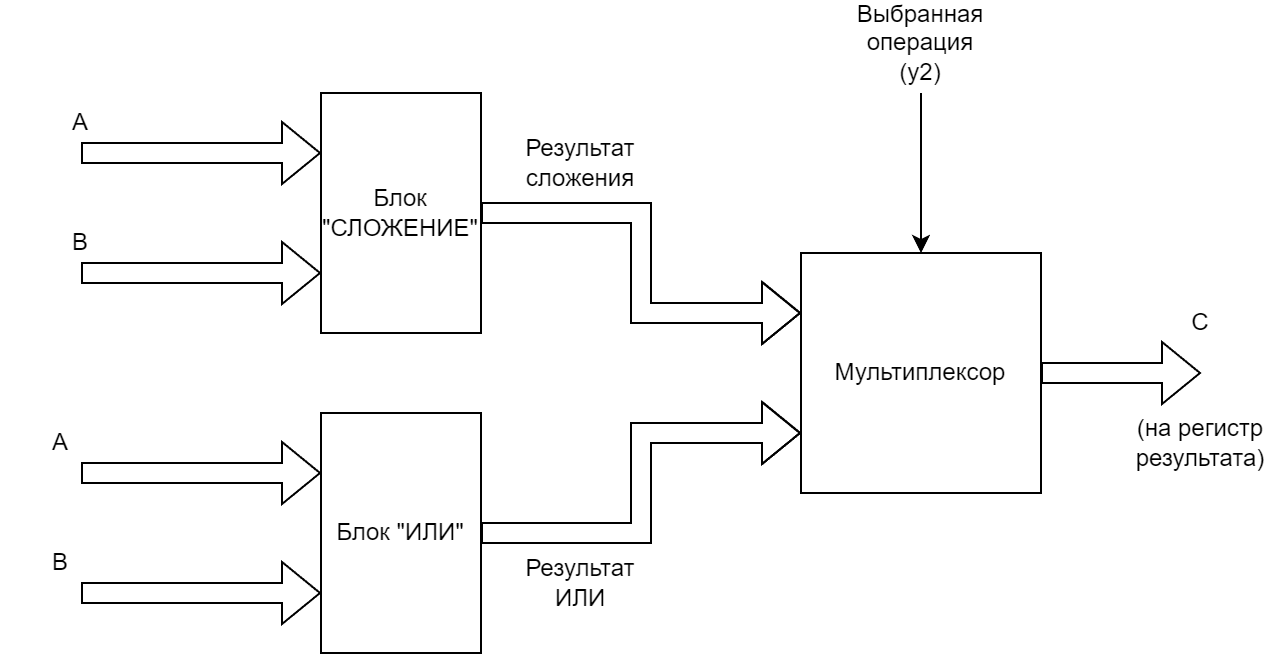 Выбранная
операция
(y2)
A
B
Блок
"СЛОЖЕНИЕ"
Результат
сложения
Мультиплексор
C
(на регистр
результата)
A
B
Блок "ИЛИ"
Результат
ИЛИ